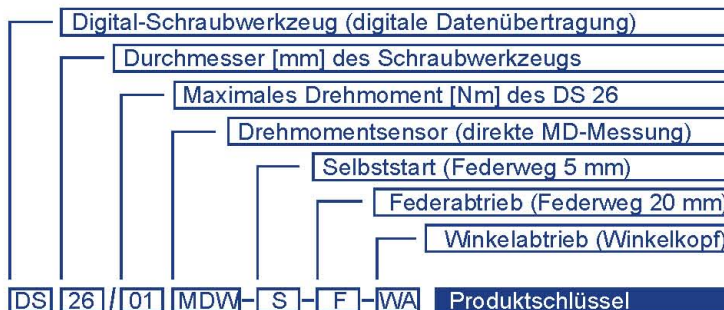 Digital-Schraubwerkzeug (digitale Datenübertragung)
Durchmesser [mm] des Schraubwerkzeugs
Maximales Drehmoment [Nm] des DS 26
Drehmomentsensor (direkte MD-Messung)
Selbststart (Federweg 5 mm)
Federabtrieb (Federweg 20 mm)
Winkelabtrieb (Winkelkopf)
DS 26 / 01 MDW-S-F-WA Produktschlüssel